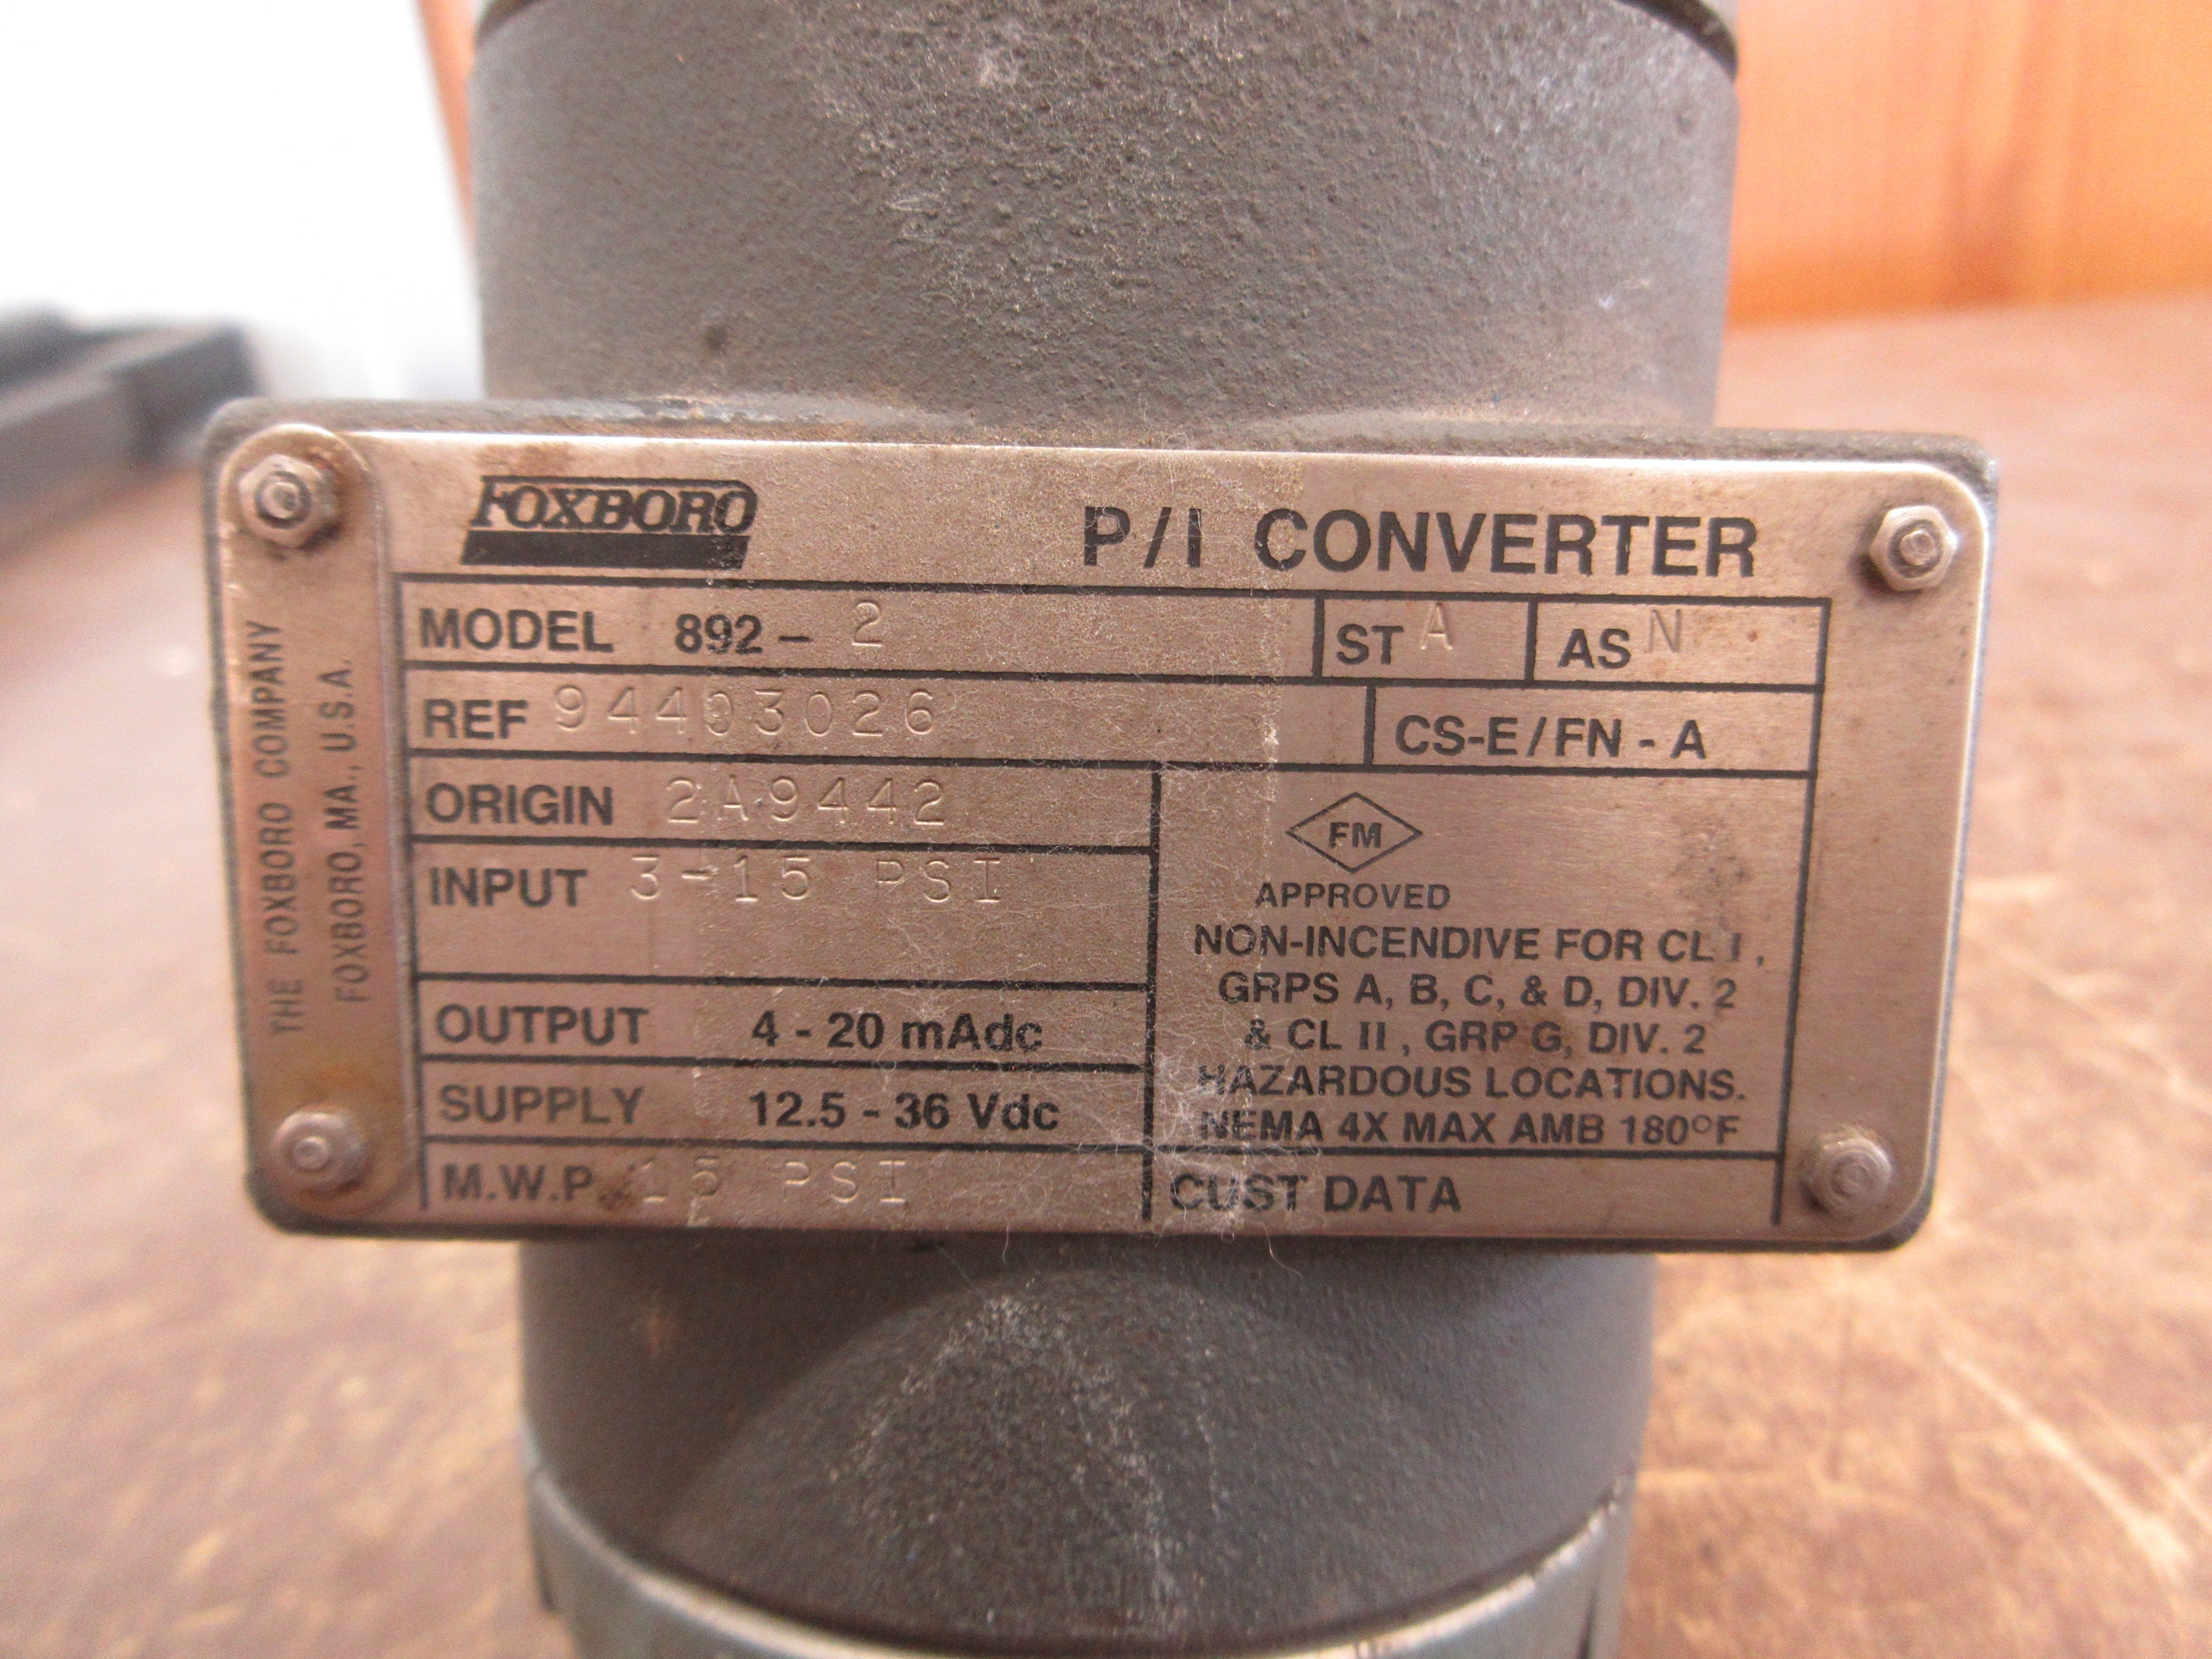 FOXBORO P/I CONVERTER
MODEL 892- 2 ST A AS N
REF 94403026 CS-E/FN - A
ORIGIN 2A9442
INPUT 3-15 PSI
OUTPUT 4 - 20 mAdc
SUPPLY 12.5 - 36 Vdc
M.W.P. 15 PSI
FM
APPROVED
NON-INCENDIVE FOR CL I,
GRPS A, B, C, & D, DIV. 2
& CL II, GRP G, DIV. 2
HAZARDOUS LOCATIONS.
NEMA 4X MAX AMB 180°F
CUST DATA
THE FOXBORO COMPANY
FOXBORO, MA., U.S.A.